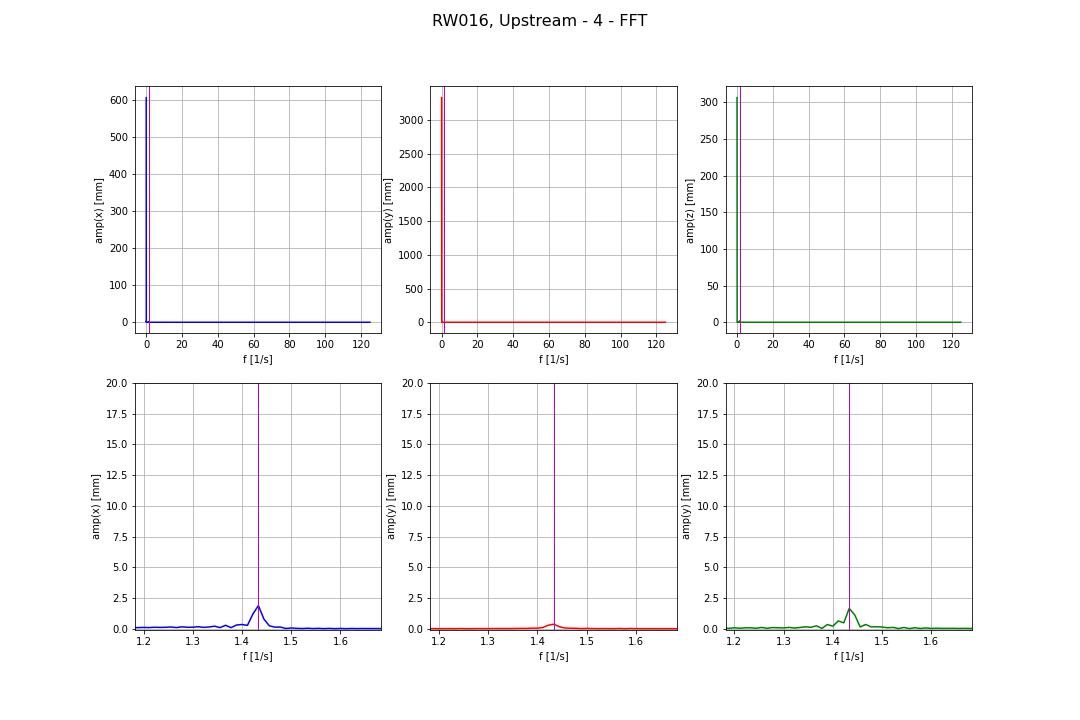 RW016, Upstream - 4 - FFT
600
500
400
300
200
100
0
amp(x) [mm]
0 20 40 60 80 100 120
f [1/s]
3000
2500
2000
1500
1000
500
0
amp(y) [mm]
0 20 40 60 80 100 120
f [1/s]
300
250
200
150
100
50
0
amp(z) [mm]
0 20 40 60 80 100 120
f [1/s]
20.0
17.5
15.0
12.5
10.0
7.5
5.0
2.5
0.0
amp(x) [mm]
1.2 1.3 1.4 1.5 1.6
f [1/s]
20.0
17.5
15.0
12.5
10.0
7.5
5.0
2.5
0.0
amp(y) [mm]
1.2 1.3 1.4 1.5 1.6
f [1/s]
20.0
17.5
15.0
12.5
10.0
7.5
5.0
2.5
0.0
amp(y) [mm]
1.2 1.3 1.4 1.5 1.6
f [1/s]